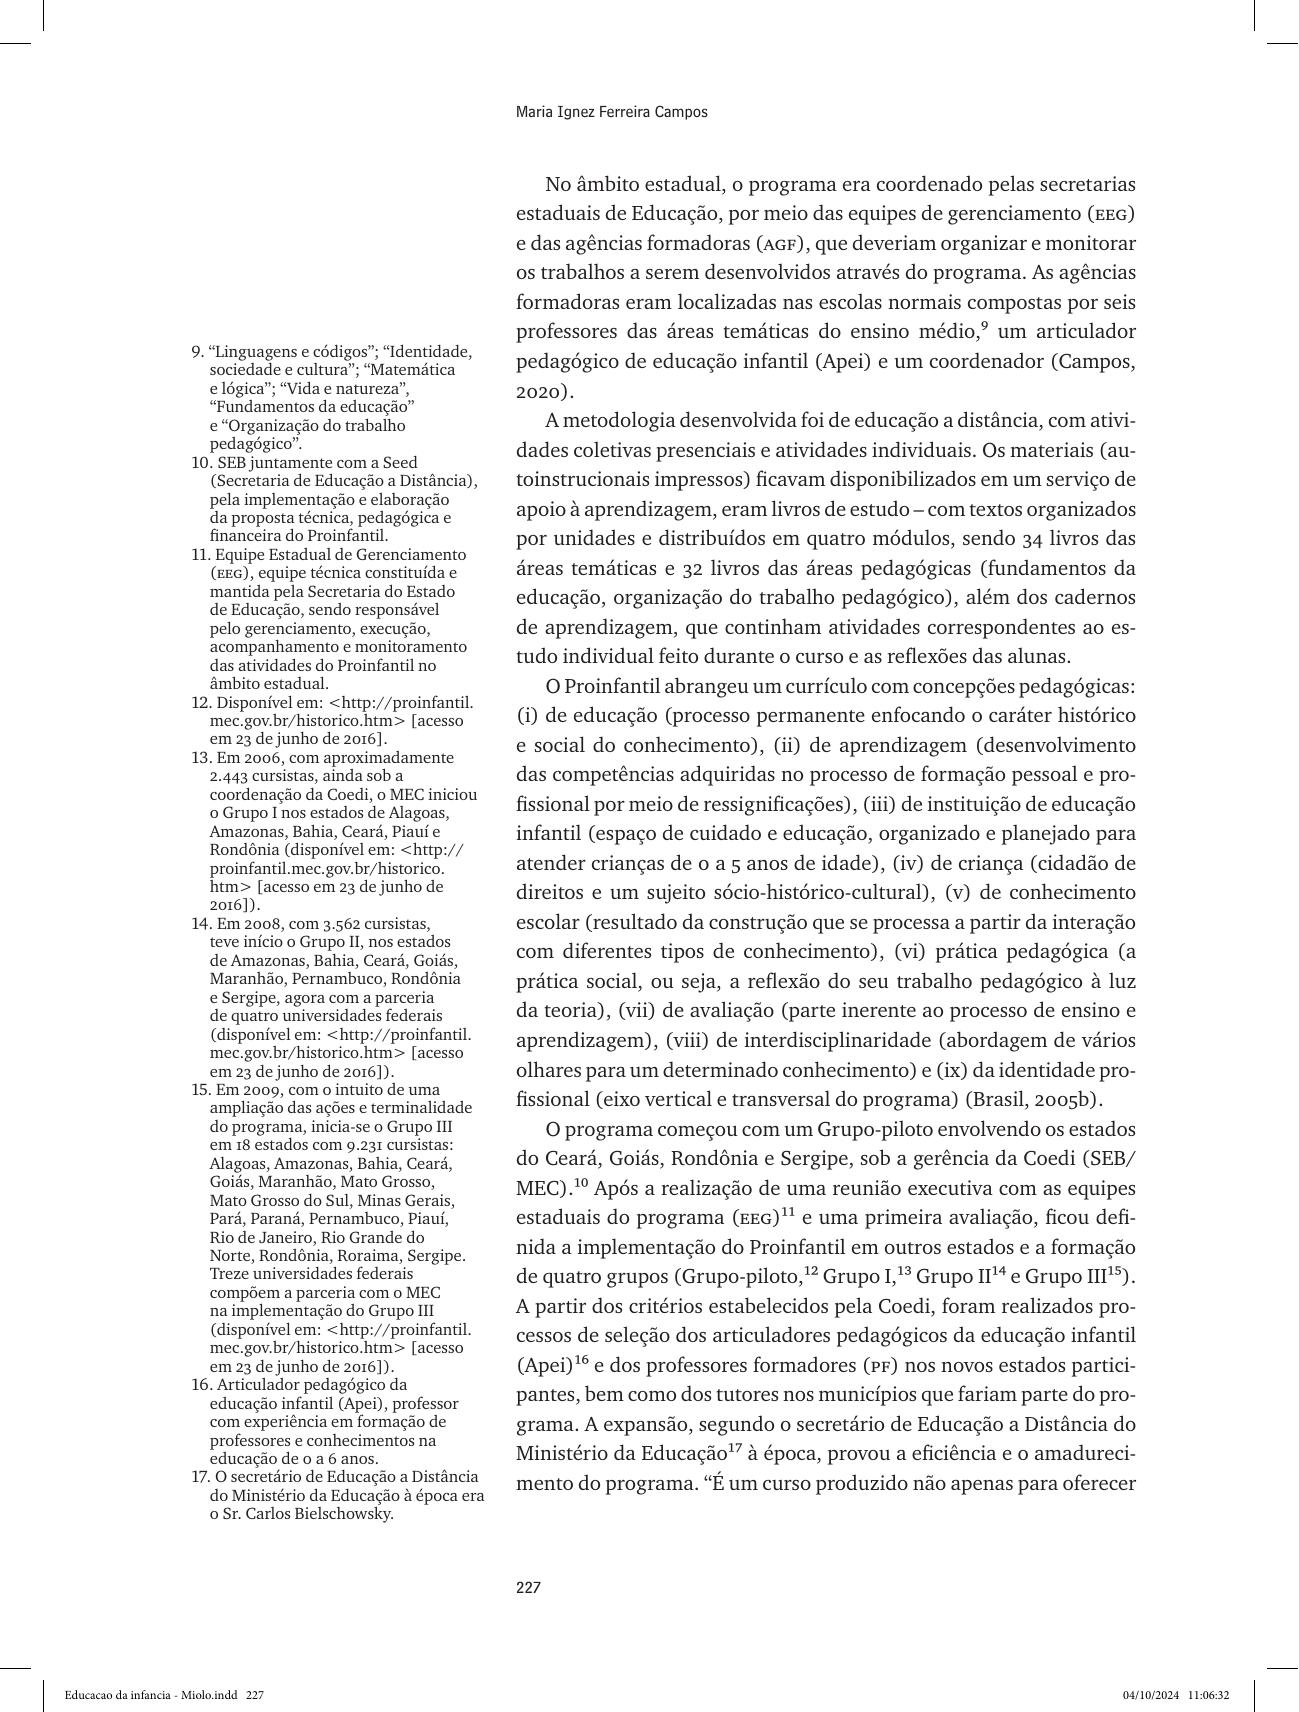 Maria Ignez Ferreira Campos
No âmbito estadual, o programa era coordenado pelas secretarias
estaduais de Educação, por meio das equipes de gerenciamento (EEG)
e das agências formadoras (AGF), que deveriam organizar e monitorar
os trabalhos a serem desenvolvidos através do programa. As agências
formadoras eram localizadas nas escolas normais compostas por seis
professores das áreas temáticas do ensino médio,⁹ um articulador
pedagógico de educação infantil (Apei) e um coordenador (Campos,
2020).
A metodologia desenvolvida foi de educação a distância, com ativi-
dades coletivas presenciais e atividades individuais. Os materiais (au-
toinstrucionais impressos) ficavam disponibilizados em um serviço de
apoio à aprendizagem, eram livros de estudo – com textos organizados
por unidades e distribuídos em quatro módulos, sendo 34 livros das
áreas temáticas e 32 livros das áreas pedagógicas (fundamentos da
educação, organização do trabalho pedagógico), além dos cadernos
de aprendizagem, que continham atividades correspondentes ao es-
tudo individual feito durante o curso e as reflexões das alunas.
O Proinfantil abrangeu um currículo com concepções pedagógicas:
(i) de educação (processo permanente enfocando o caráter histórico
e social do conhecimento), (ii) de aprendizagem (desenvolvimento
das competências adquiridas no processo de formação pessoal e pro-
fissional por meio de ressignificações), (iii) de instituição de educação
infantil (espaço de cuidado e educação, organizado e planejado para
atender crianças de 0 a 5 anos de idade), (iv) de criança (cidadão de
direitos e um sujeito sócio-histórico-cultural), (v) de conhecimento
escolar (resultado da construção que se processa a partir da interação
com diferentes tipos de conhecimento), (vi) prática pedagógica (a
prática social, ou seja, a reflexão do seu trabalho pedagógico à luz
da teoria), (vii) de avaliação (parte inerente ao processo de ensino e
aprendizagem), (viii) de interdisciplinaridade (abordagem de vários
olhares para um determinado conhecimento) e (ix) da identidade pro-
fissional (eixo vertical e transversal do programa) (Brasil, 2005b).
O programa começou com um Grupo-piloto envolvendo os estados
do Ceará, Goiás, Rondônia e Sergipe, sob a gerência da Coedi (SEB/
MEC).¹⁰ Após a realização de uma reunião executiva com as equipes
estaduais do programa (EEG)¹¹ e uma primeira avaliação, ficou defi-
nida a implementação do Proinfantil em outros estados e a formação
de quatro grupos (Grupo-piloto,¹² Grupo I,¹³ Grupo II¹⁴ e Grupo III¹⁵).
A partir dos critérios estabelecidos pela Coedi, foram realizados pro-
cessos de seleção dos articuladores pedagógicos da educação infantil
(Apei)¹⁶ e dos professores formadores (PF) nos novos estados partici-
pantes, bem como dos tutores nos municípios que fariam parte do pro-
grama. A expansão, segundo o secretário de Educação a Distância do
Ministério da Educação¹⁷ à época, provou a eficiência e o amadureci-
mento do programa. “É um curso produzido não apenas para oferecer
9. “Linguagens e códigos”; “Identidade,
sociedade e cultura”; “Matemática
e lógica”; “Vida e natureza”,
“Fundamentos da educação”
e “Organização do trabalho
pedagógico”.
10. SEB juntamente com a Seed
(Secretaria de Educação a Distância),
pela implementação e elaboração
da proposta técnica, pedagógica e
financeira do Proinfantil.
11. Equipe Estadual de Gerenciamento
(EEG), equipe técnica constituída e
mantida pela Secretaria do Estado
de Educação, sendo responsável
pelo gerenciamento, execução,
acompanhamento e monitoramento
das atividades do Proinfantil no
âmbito estadual.
12. Disponível em: <http://proinfantil.
mec.gov.br/historico.htm> [acesso
em 23 de junho de 2016].
13. Em 2006, com aproximadamente
2.443 cursistas, ainda sob a
coordenação da Coedi, o MEC iniciou
o Grupo I nos estados de Alagoas,
Amazonas, Bahia, Ceará, Piauí e
Rondônia (disponível em: <http://
proinfantil.mec.gov.br/historico.
htm> [acesso em 23 de junho de
2016]).
14. Em 2008, com 3.562 cursistas,
teve início o Grupo II, nos estados
de Amazonas, Bahia, Ceará, Goiás,
Maranhão, Pernambuco, Rondônia
e Sergipe, agora com a parceria
de quatro universidades federais
(disponível em: <http://proinfantil.
mec.gov.br/historico.htm> [acesso
em 23 de junho de 2016]).
15. Em 2009, com o intuito de uma
ampliação das ações e terminalidade
do programa, inicia-se o Grupo III
em 18 estados com 9.231 cursistas:
Alagoas, Amazonas, Bahia, Ceará,
Goiás, Maranhão, Mato Grosso,
Mato Grosso do Sul, Minas Gerais,
Pará, Paraná, Pernambuco, Piauí,
Rio de Janeiro, Rio Grande do
Norte, Rondônia, Roraima, Sergipe.
Treze universidades federais
compõem a parceria com o MEC
na implementação do Grupo III
(disponível em: <http://proinfantil.
mec.gov.br/historico.htm> [acesso
em 23 de junho de 2016]).
16. Articulador pedagógico da
educação infantil (Apei), professor
com experiência em formação de
professores e conhecimentos na
educação de 0 a 6 anos.
17. O secretário de Educação a Distância
do Ministério da Educação à época era
o Sr. Carlos Bielschowsky.
227
Educacao da infancia - Miolo.indd 227
04/10/2024 11:06:32